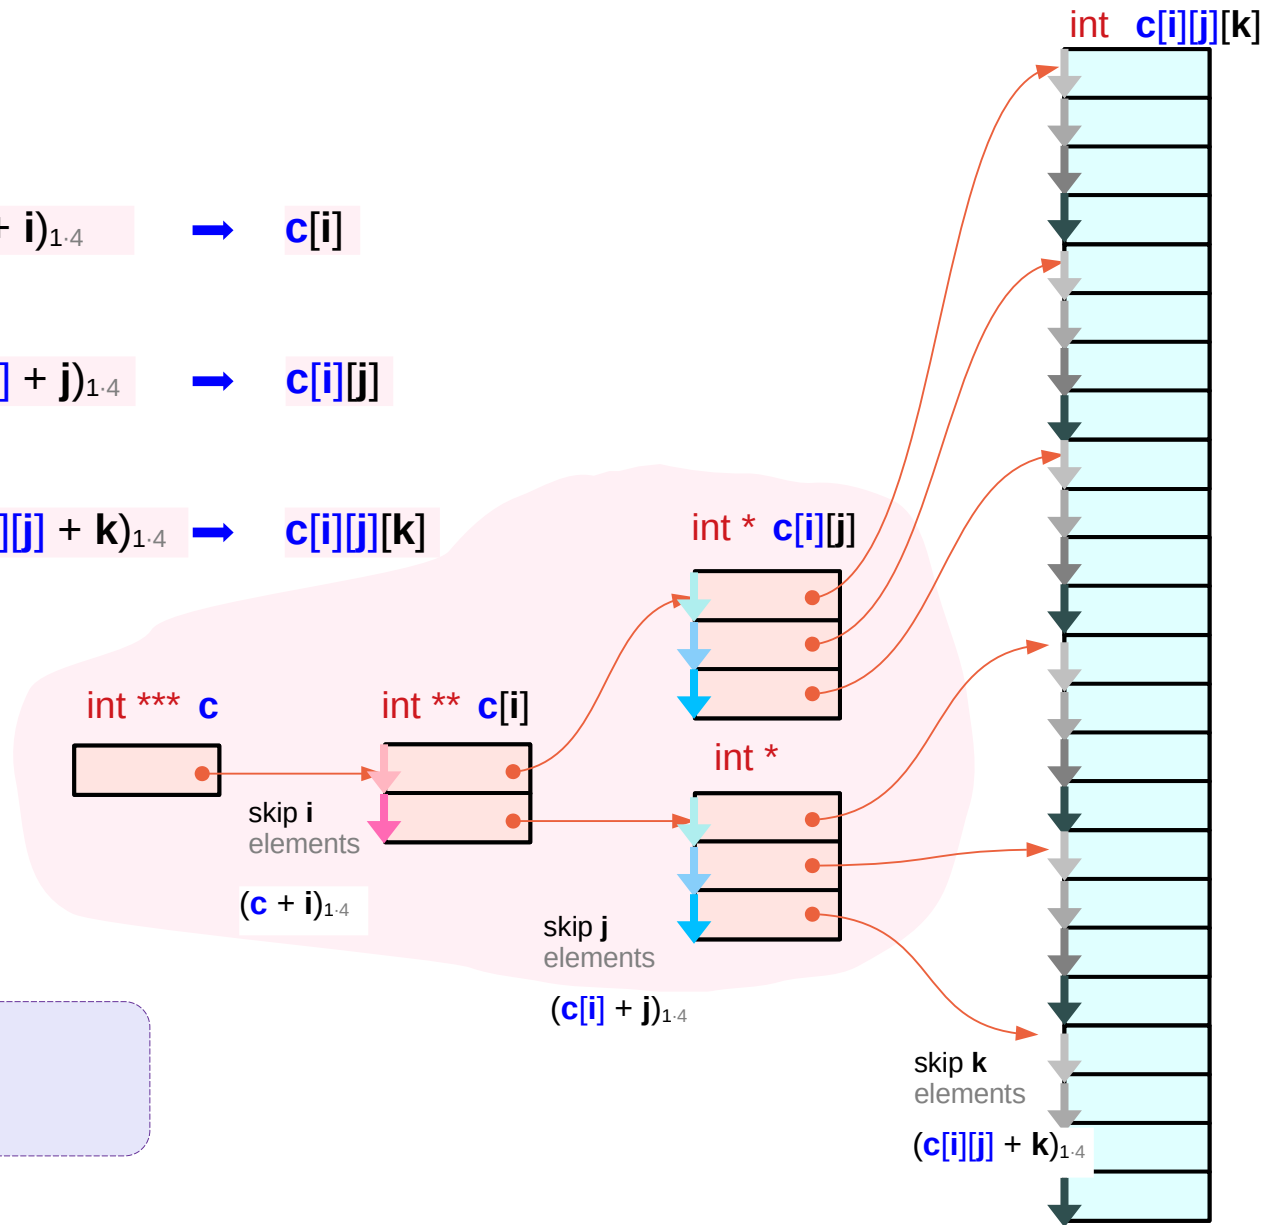 int c[i][j][k]
+ i)1·4 ➡ c[i]
] + j)1·4 ➡ c[i][j]
][j] + k)1·4 ➡ c[i][j][k]
int * c[i][j]
int *** c
int ** c[i]
int *
skip i
elements
(c + i)1·4
skip j
elements
(c[i] + j)1·4
skip k
elements
(c[i][j] + k)1·4